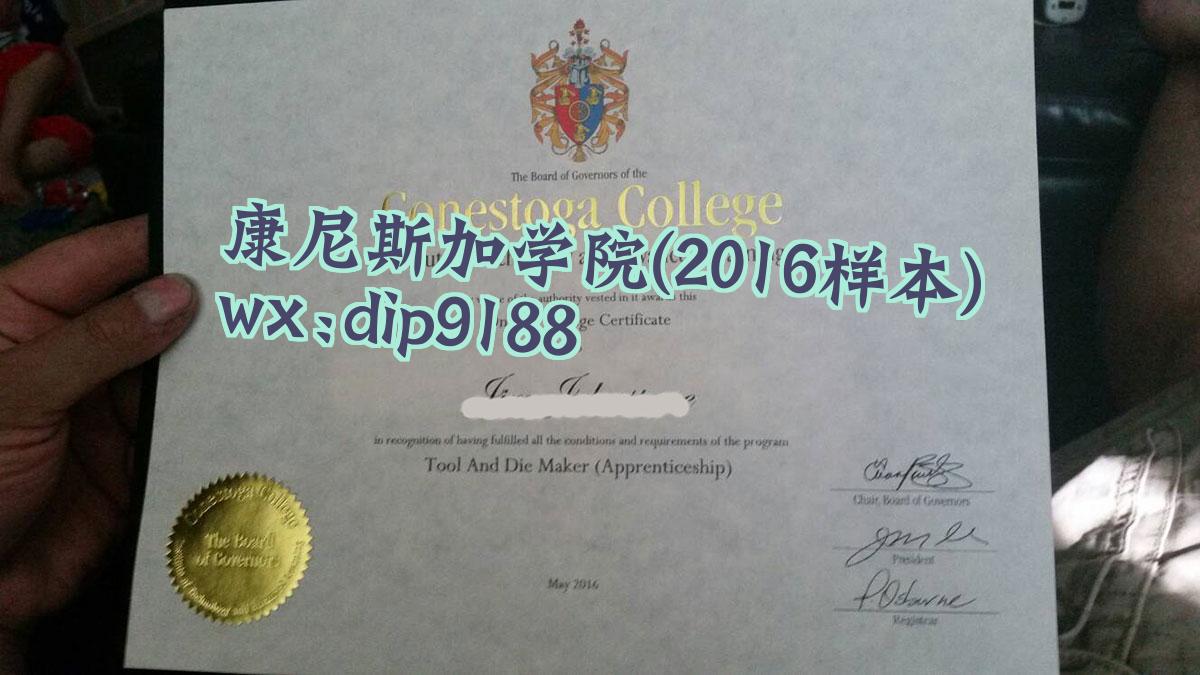 The Board of Governors of the
Conestoga College
康尼斯加学院(2016样本)
authority vested in it awards this
wx:dip9188
Certificate
in recognition of having fulfilled all the conditions and requirements of the program
Tool And Die Maker (Apprenticeship)
Chair, Board of Governors
Conestoga College
The Board
of Governors
President
May 2016
P. Osborne
Registrar